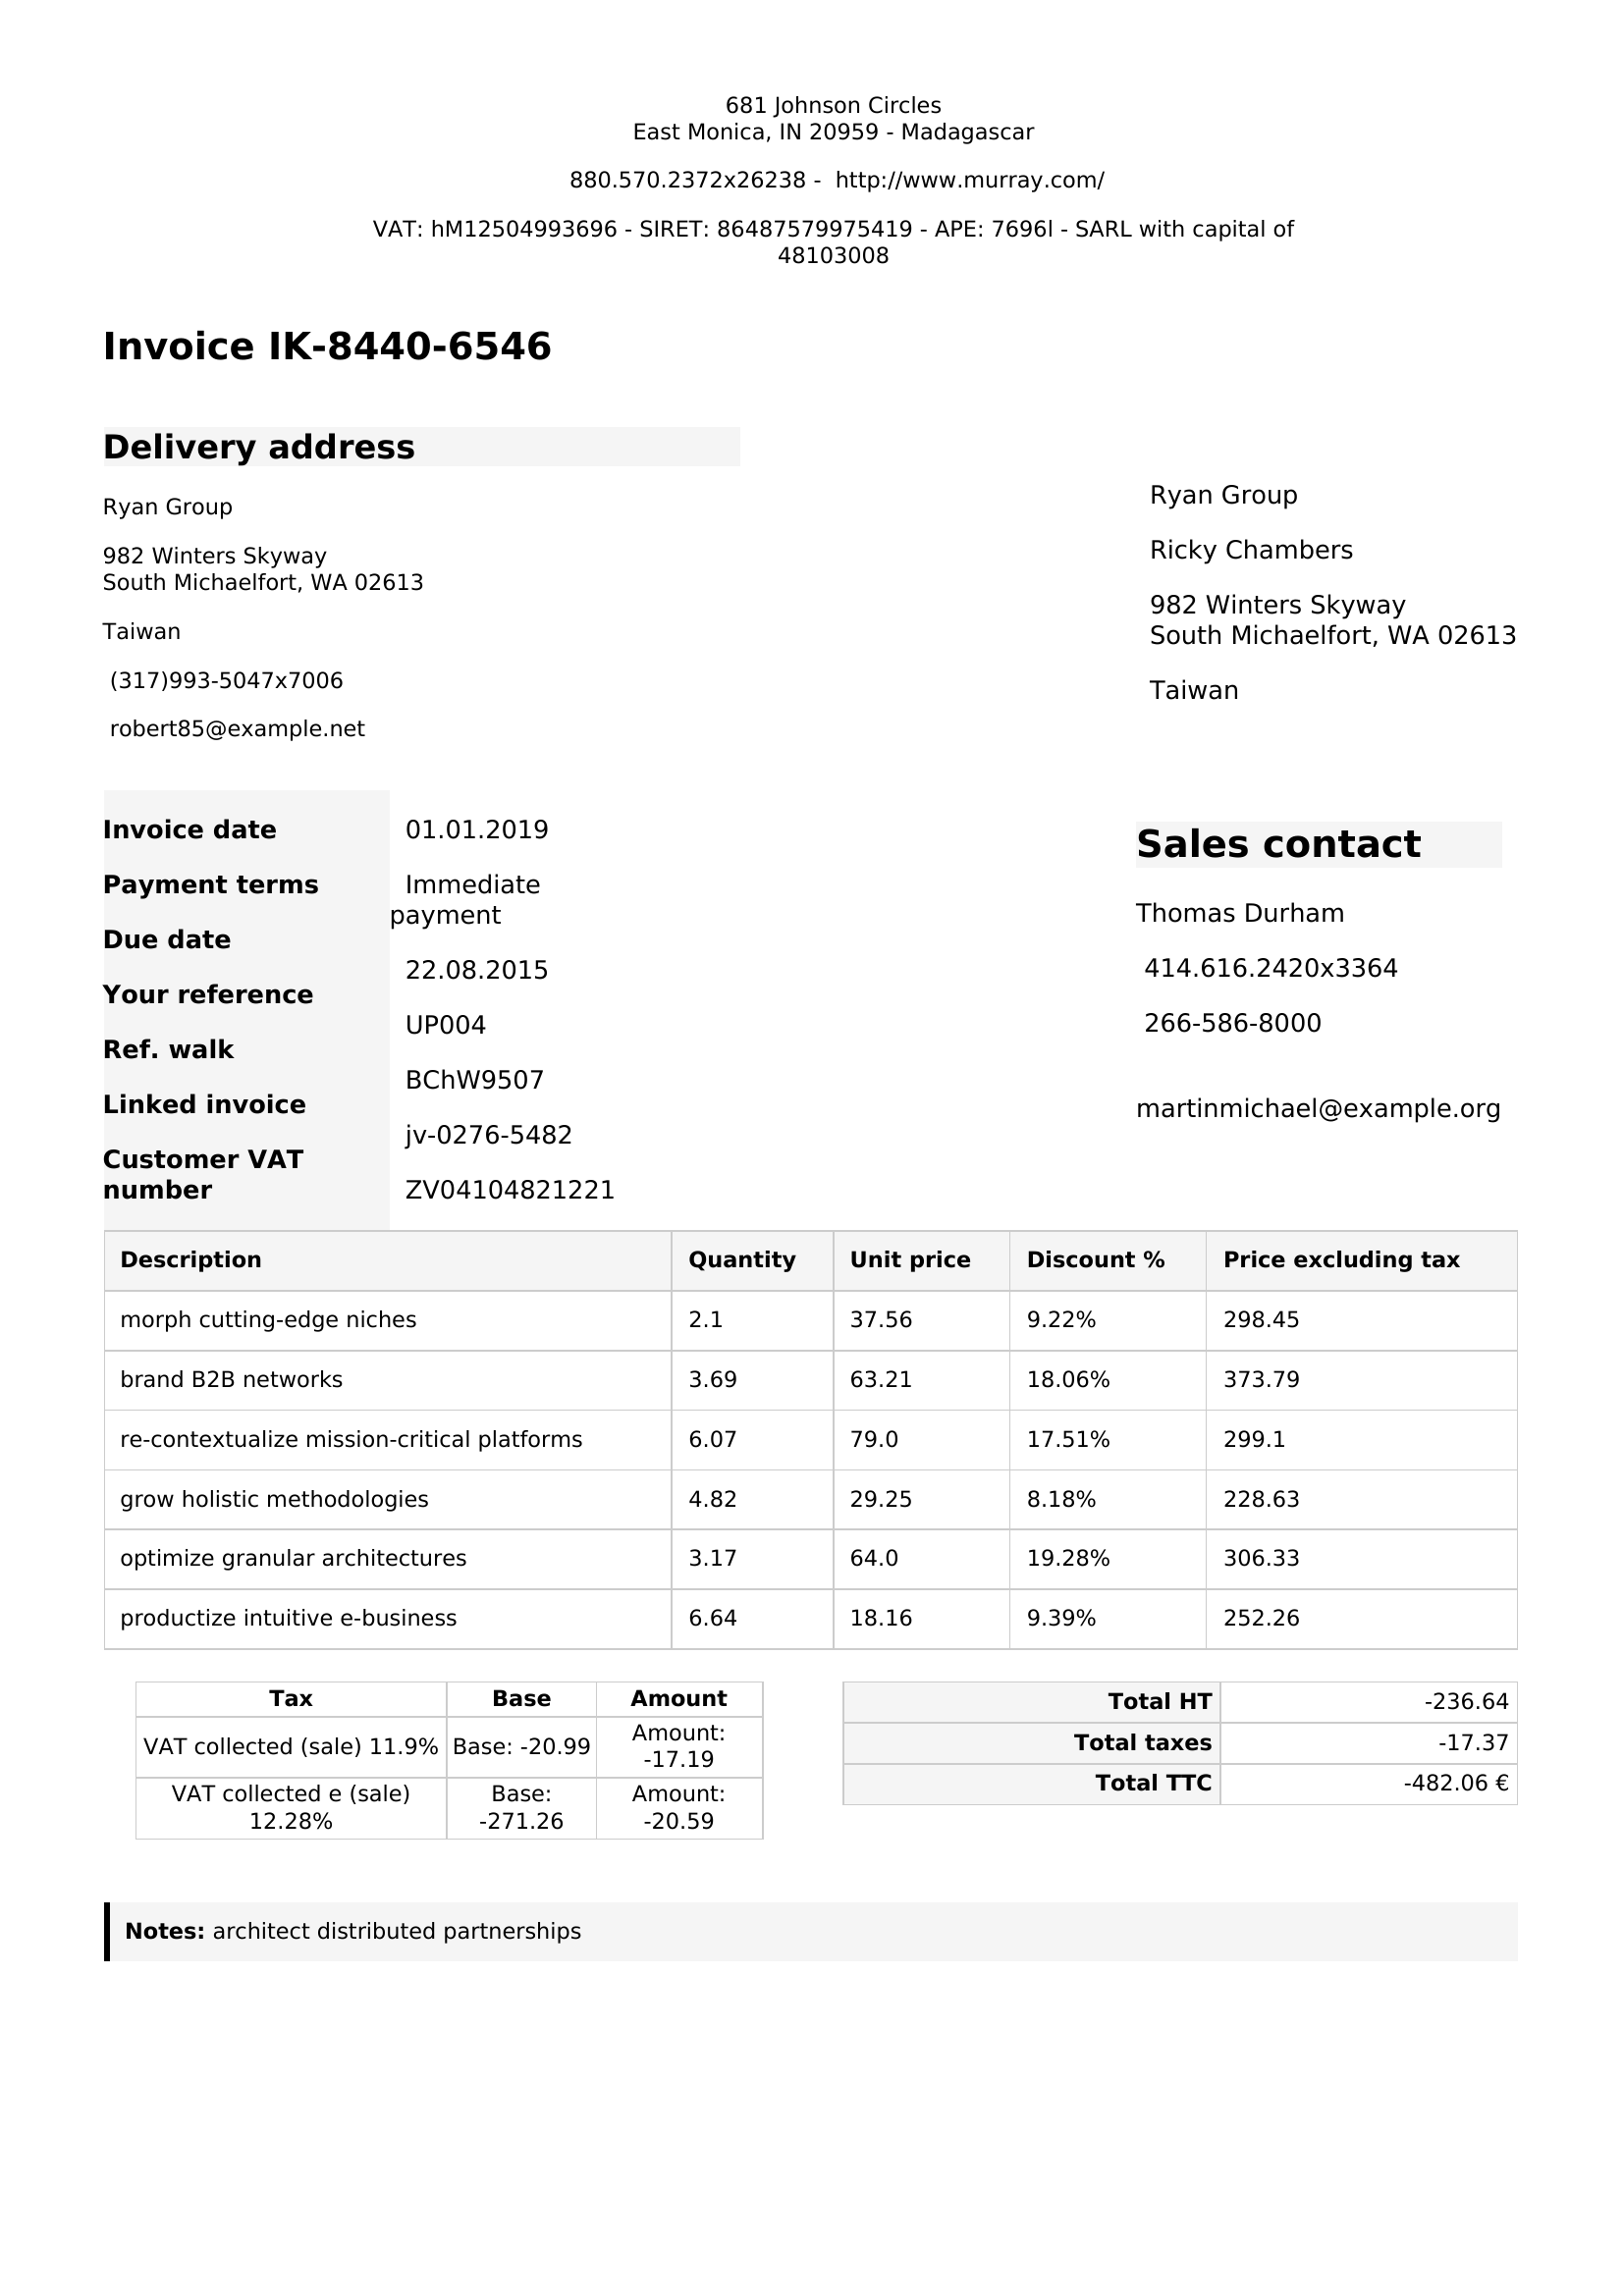 681 Johnson Circles
East Monica, IN 20959 - Madagascar
880.570.2372x26238 - http://www.murray.com/
VAT: hM12504993696 - SIRET: 86487579975419 - APE: 7696l - SARL with capital of
48103008
Invoice IK-8440-6546
Delivery address
Ryan Group
982 Winters Skyway
South Michaelfort, WA 02613
Taiwan
(317)993-5047x7006
robert85@example.net
Ryan Group
Ricky Chambers
982 Winters Skyway
South Michaelfort, WA 02613
Taiwan
Invoice date 01.01.2019
Payment terms Immediate
payment
Due date 22.08.2015
Your reference UP004
Ref. walk BChW9507
Linked invoice jv-0276-5482
Customer VAT
number ZV04104821221
Sales contact
Thomas Durham
414.616.2420x3364
266-586-8000
martinmichael@example.org
Description Quantity Unit price Discount % Price excluding tax
morph cutting-edge niches 2.1 37.56 9.22% 298.45
brand B2B networks 3.69 63.21 18.06% 373.79
re-contextualize mission-critical platforms 6.07 79.0 17.51% 299.1
grow holistic methodologies 4.82 29.25 8.18% 228.63
optimize granular architectures 3.17 64.0 19.28% 306.33
productize intuitive e-business 6.64 18.16 9.39% 252.26
Tax Base Amount
VAT collected (sale) 11.9% Base: -20.99 Amount:
-17.19
VAT collected e (sale) Base: Amount:
12.28% -271.26 -20.59
Total HT -236.64
Total taxes -17.37
Total TTC -482.06 €
Notes: architect distributed partnerships